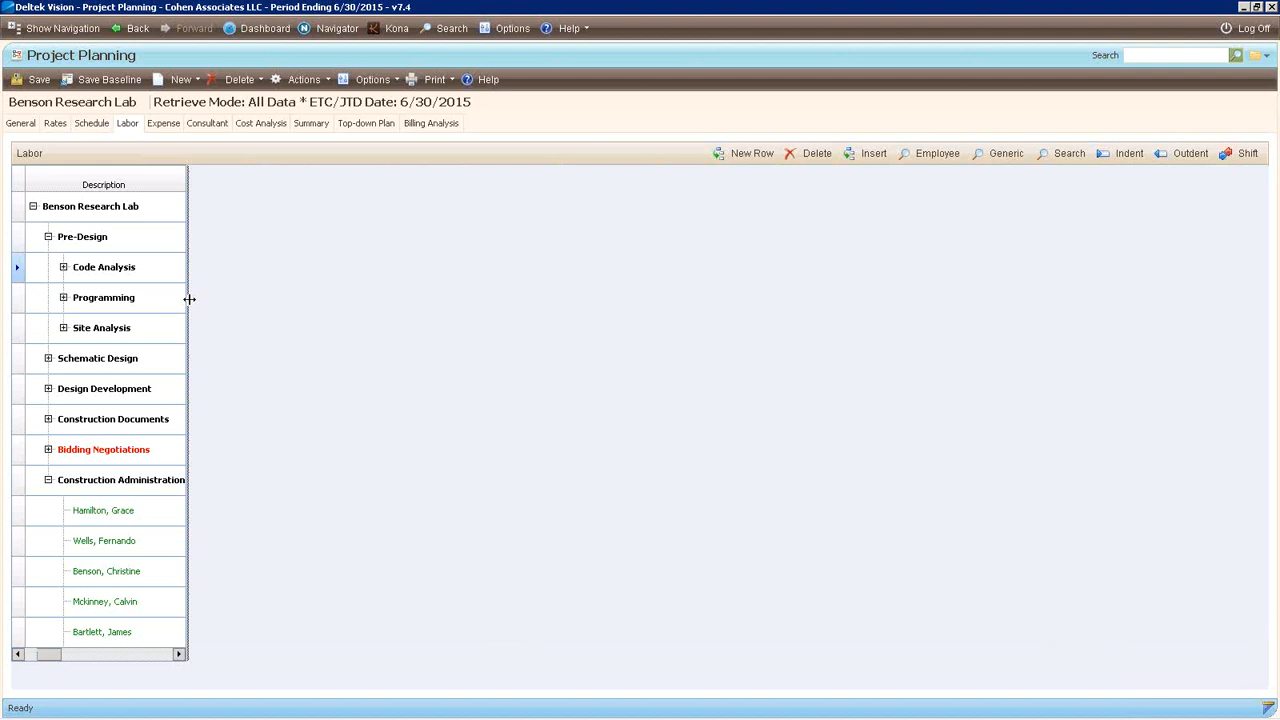 Deltek Vision - Project Planning - Cohen Associates LLC - Period Ending 6/30/2015 - v7.4
Show Navigation Back Forward Dashboard Navigator Kona Search Options Help Log Off
Project Planning Search
Save Save Baseline New Delete Actions Options Print Help
Benson Research Lab Retrieve Mode: All Data * ETC/JTD Date: 6/30/2015
General Rates Schedule Labor Expense Consultant Cost Analysis Summary Top-down Plan Billing Analysis
Labor New Row Delete Insert Employee Generic Search Indent Outdent Shift
Description
Benson Research Lab
Pre-Design
Code Analysis
Programming
Site Analysis
Schematic Design
Design Development
Construction Documents
Bidding Negotiations
Construction Administration
Hamilton, Grace
Wells, Fernando
Benson, Christine
Mckinney, Calvin
Bartlett, James
Ready